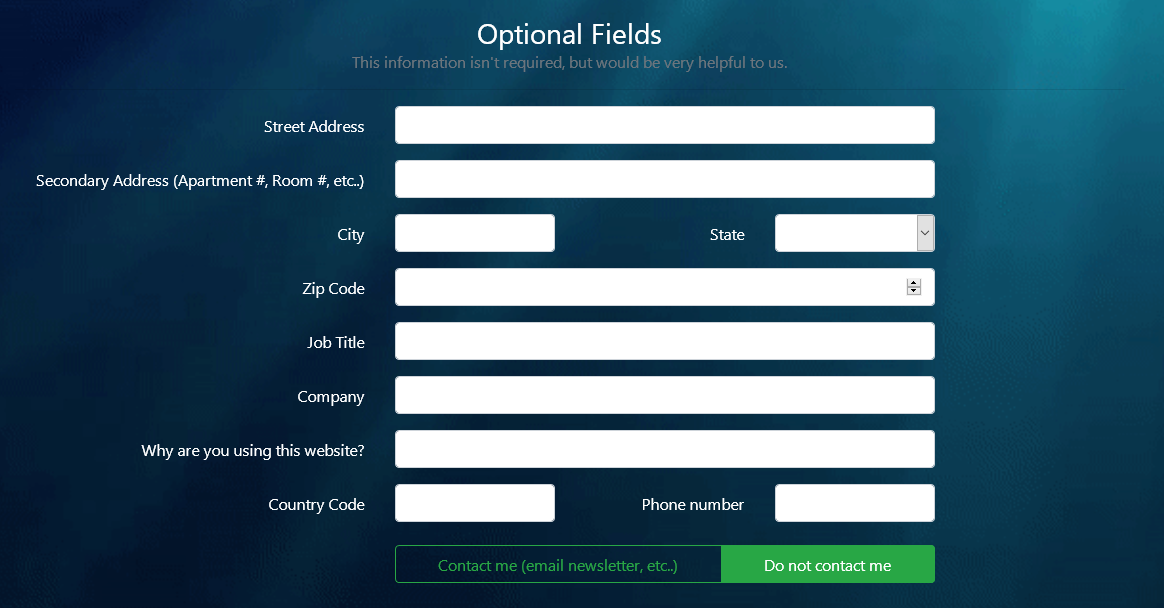 Optional Fields
This information isn't required, but would be very helpful to us.
Street Address
Secondary Address (Apartment #, Room #, etc..)
City State
Zip Code
Job Title
Company
Why are you using this website?
Country Code Phone number
Contact me (email newsletter, etc..) Do not contact me